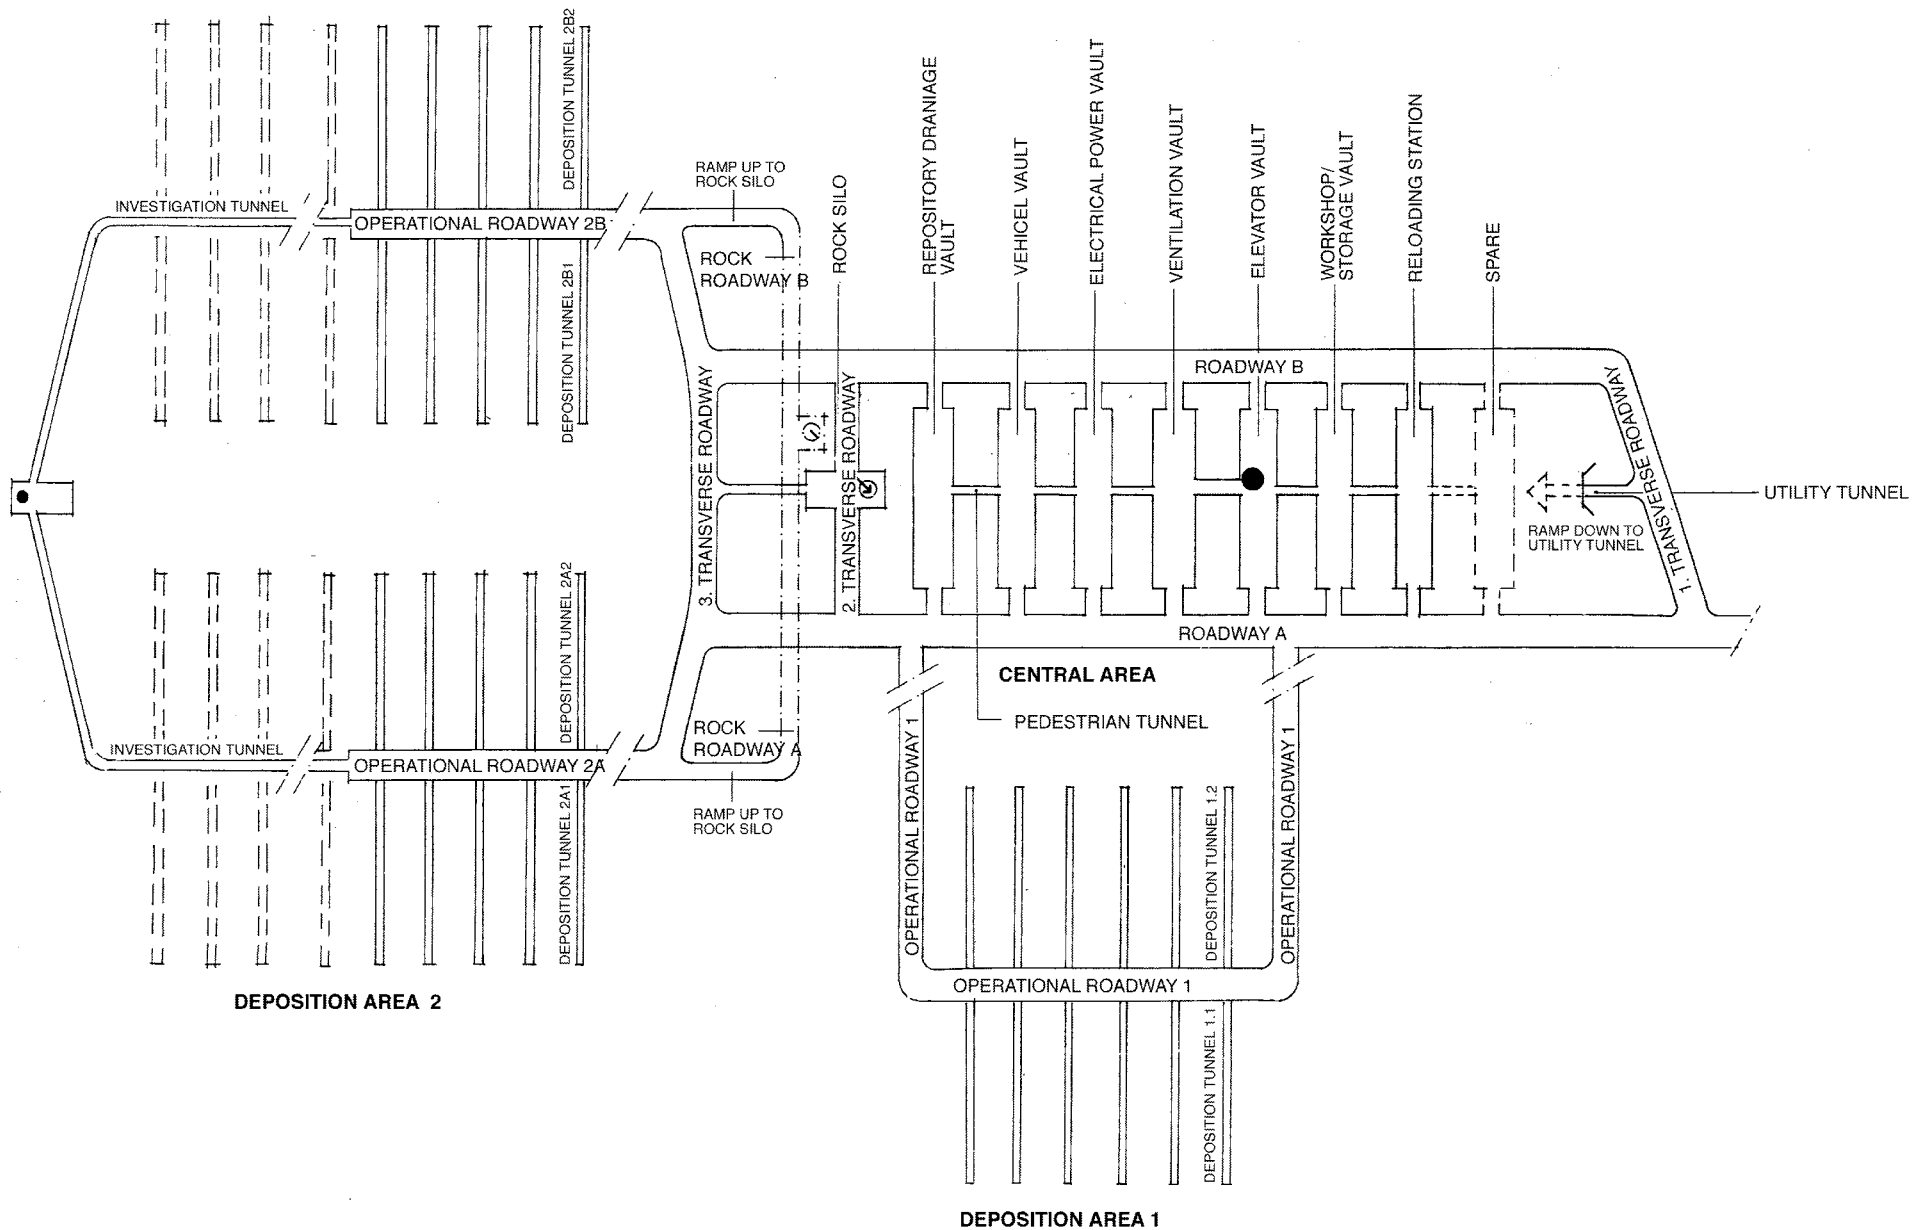 DEPOSITION TUNNEL 2B2
INVESTIGATION TUNNEL
OPERATIONAL ROADWAY 2B
DEPOSITION TUNNEL 2B1
RAMP UP TO
ROCK SILO
ROCK
ROADWAY B
ROCK SILO
REPOSITORY DRANIAGE
VAULT
VEHICEL VAULT
ELECTRICAL POWER VAULT
VENTILATION VAULT
ELEVATOR VAULT
WORKSHOP/
STORAGE VAULT
RELOADING STATION
SPARE
ROADWAY B
3. TRANSVERSE ROADWAY
2. TRANSVERSE ROADWAY
1. TRANSVERSE ROADWAY
UTILITY TUNNEL
RAMP DOWN TO
UTILITY TUNNEL
ROADWAY A
CENTRAL AREA
PEDESTRIAN TUNNEL
DEPOSITION TUNNEL 2A2
INVESTIGATION TUNNEL
OPERATIONAL ROADWAY 2A
DEPOSITION TUNNEL 2A1
ROCK
ROADWAY A
RAMP UP TO
ROCK SILO
DEPOSITION AREA 2
OPERATIONAL ROADWAY 1
DEPOSITION TUNNEL 1.2
OPERATIONAL ROADWAY 1
OPERATIONAL ROADWAY 1
DEPOSITION TUNNEL 1.1
DEPOSITION AREA 1